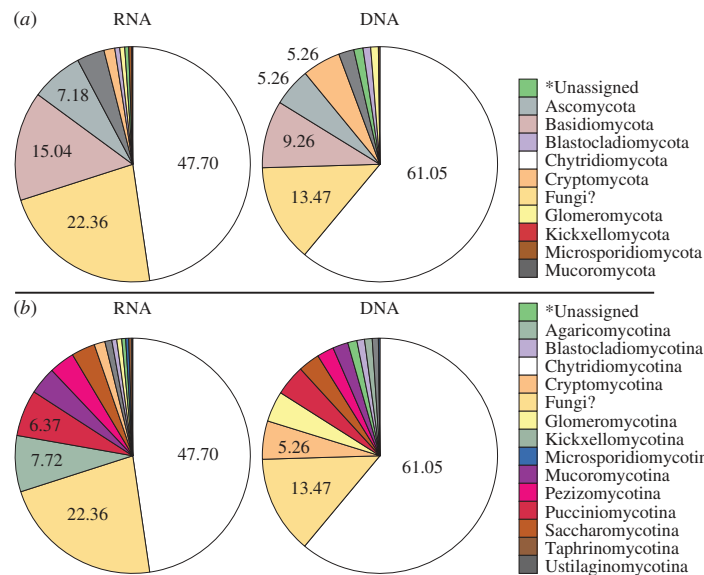 (a)
RNA
DNA
7.18
15.04
22.36
47.70
5.26
5.26
9.26
13.47
61.05
*Unassigned
Ascomycota
Basidiomycota
Blastocladiomycota
Chytridiomycota
Cryptomycota
Fungi?
Glomeromycota
Kickxellomycota
Microsporidiomycota
Mucoromycota
(b)
RNA
DNA
6.37
7.72
22.36
47.70
5.26
13.47
61.05
*Unassigned
Agaricomycotina
Blastocladiomycotina
Chytridiomycotina
Cryptomycotina
Fungi?
Glomeromycotina
Kickxellomycotina
Microsporidiomycotin
Mucoromycotina
Pezizomycotina
Pucciniomycotina
Saccharomycotina
Taphrinomycotina
Ustilaginomycotina